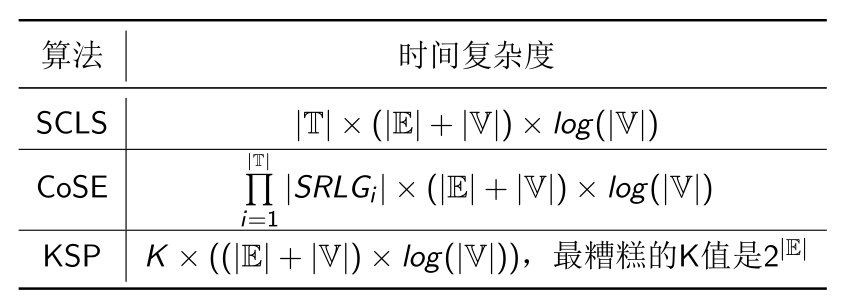 算法 时间复杂度
SCLS |𝕋| × (|𝔼| + |𝕍|) × log(|𝕍|)
CoSE ∏_{i=1}^{|𝕋|} |SRLG_i| × (|𝔼| + |𝕍|) × log(|𝕍|)
KSP K × ((|𝔼| + |𝕍|) × log(|𝕍|))，最糟糕的K值是2^{|𝔼|}